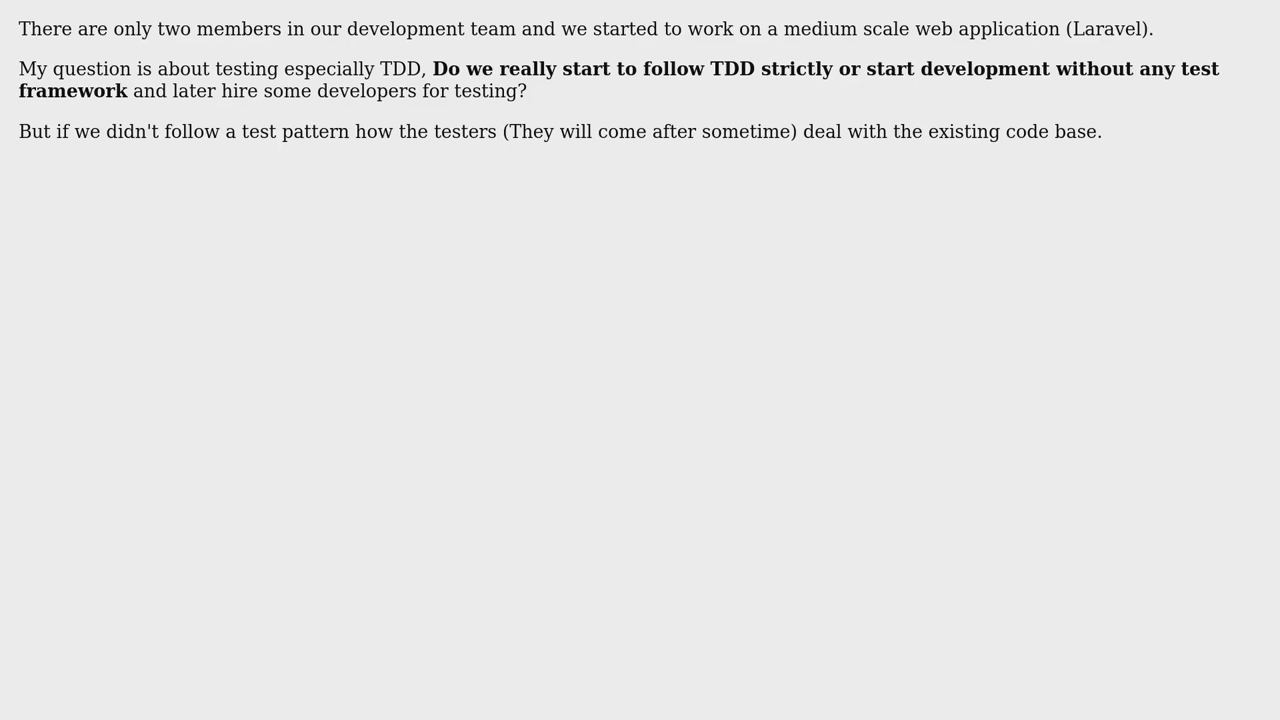 There are only two members in our development team and we started to work on a medium scale web application (Laravel).
My question is about testing especially TDD, Do we really start to follow TDD strictly or start development without any test
framework and later hire some developers for testing?
But if we didn't follow a test pattern how the testers (They will come after sometime) deal with the existing code base.